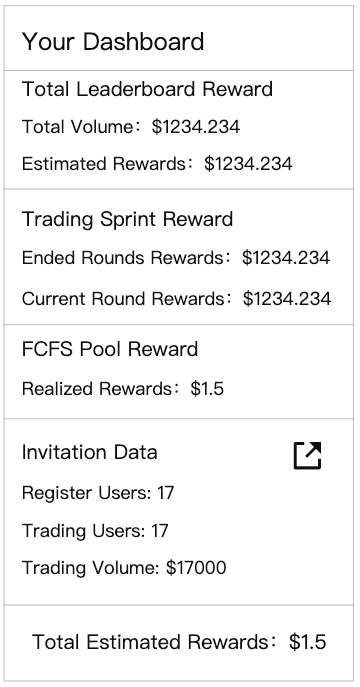 Your Dashboard
Total Leaderboard Reward
Total Volume：$1234.234
Estimated Rewards：$1234.234
Trading Sprint Reward
Ended Rounds Rewards：$1234.234
Current Round Rewards：$1234.234
FCFS Pool Reward
Realized Rewards：$1.5
Invitation Data
Register Users: 17
Trading Users: 17
Trading Volume: $17000
Total Estimated Rewards：$1.5